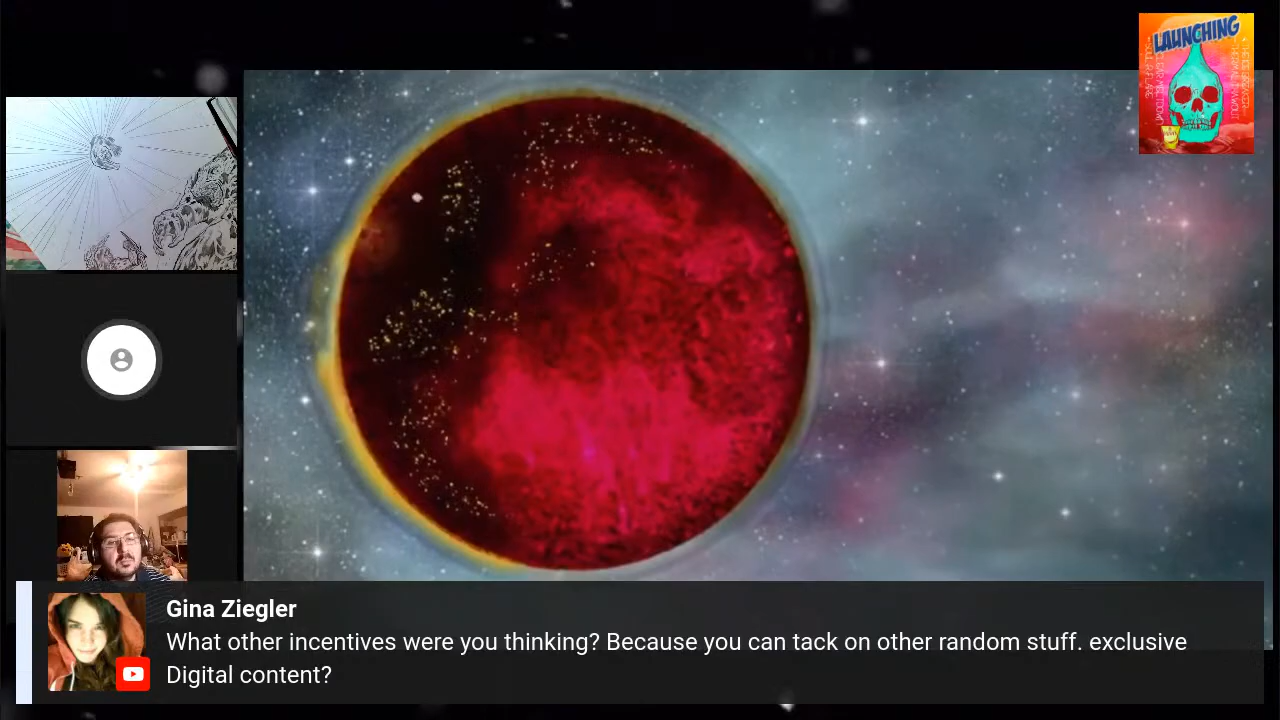 LAUNCHING
Gina Ziegler
What other incentives were you thinking? Because you can tack on other random stuff. exclusive
Digital content?